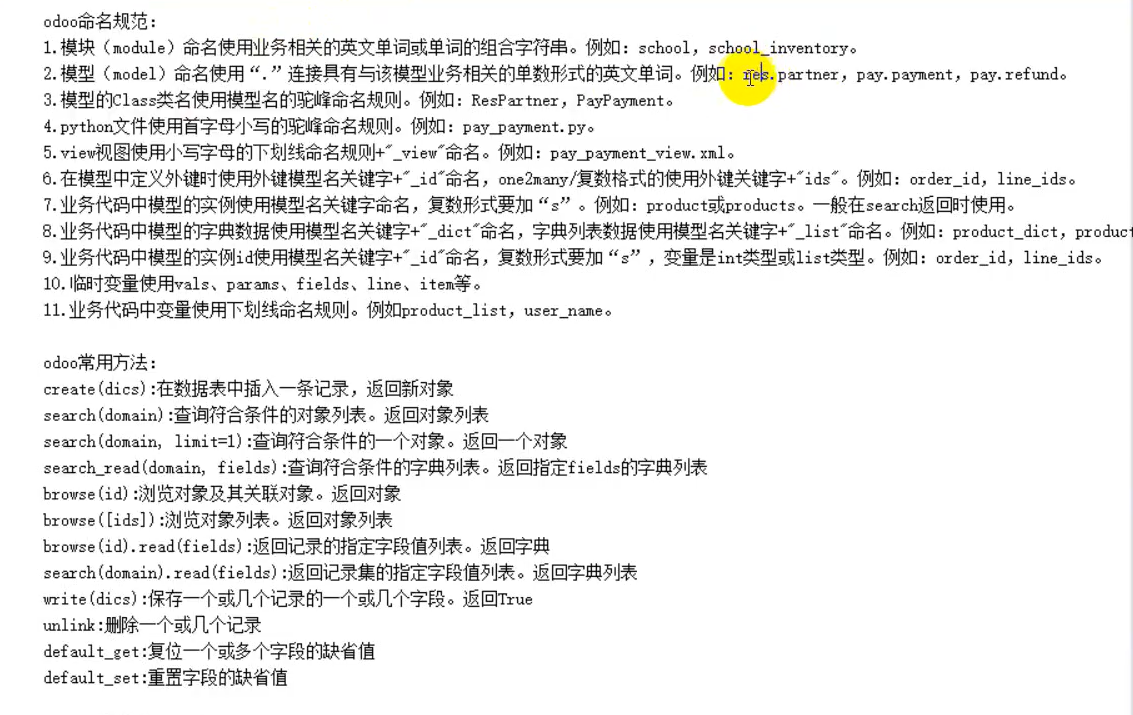 odoo命名规范：
1.模块（module）命名使用业务相关的英文单词或单词的组合字符串。例如：school，school_inventory。
2.模型（model）命名使用“.”连接具有与该模型业务相关的单数形式的英文单词。例如：res.partner，pay.payment，pay.refund。
3.模型的Class类名使用模型名的驼峰命名规则。例如：ResPartner，PayPayment。
4.python文件使用首字母小写的驼峰命名规则。例如：pay_payment.py。
5.view视图使用小写字母的下划线命名规则+"_view"命名。例如：pay_payment_view.xml。
6.在模型中定义外键时使用外键模型名关键字+"_id"命名，one2many/复数格式的使用外键关键字+"ids"。例如：order_id，line_ids。
7.业务代码中模型的实例使用模型名关键字命名，复数形式要加“s”。例如：product或products。一般在search返回时使用。
8.业务代码中模型的字典数据使用模型名关键字+"_dict"命名，字典列表数据使用模型名关键字+"_list"命名。例如：product_dict，product
9.业务代码中模型的实例id使用模型名关键字+"_id"命名，复数形式要加“s”，变量是int类型或list类型。例如：order_id，line_ids。
10.临时变量使用vals、params、fields、line、item等。
11.业务代码中变量使用下划线命名规则。例如product_list，user_name。
odoo常用方法：
create(dics):在数据表中插入一条记录，返回新对象
search(domain):查询符合条件的对象列表。返回对象列表
search(domain, limit=1):查询符合条件的一个对象。返回一个对象
search_read(domain, fields):查询符合条件的字典列表。返回指定fields的字典列表
browse(id):浏览对象及其关联对象。返回对象
browse([ids]):浏览对象列表。返回对象列表
browse(id).read(fields):返回记录的指定字段值列表。返回字典
search(domain).read(fields):返回记录集的指定字段值列表。返回字典列表
write(dics):保存一个或几个记录的一个或几个字段。返回True
unlink:删除一个或几个记录
default_get:复位一个或多个字段的缺省值
default_set:重置字段的缺省值